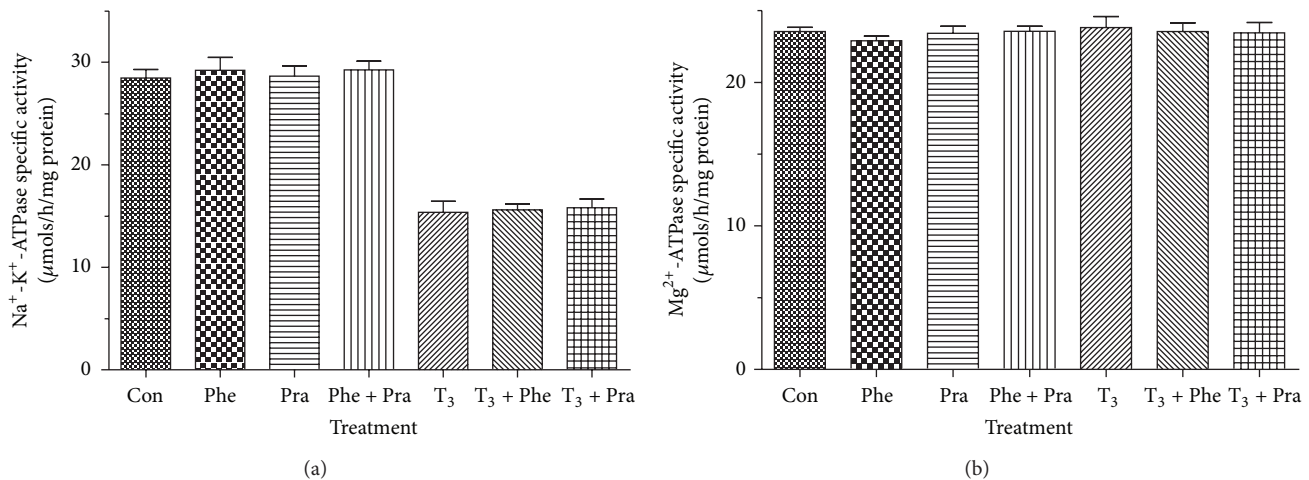 Na⁺-K⁺-ATPase specific activity
(μmols/h/mg protein)
30
20
10
0
Con Phe Pra Phe + Pra T₃ T₃ + Phe T₃ + Pra
Treatment
(a)
Mg²⁺-ATPase specific activity
(μmols/h/mg protein)
20
10
0
Con Phe Pra Phe + Pra T₃ T₃ + Phe T₃ + Pra
Treatment
(b)